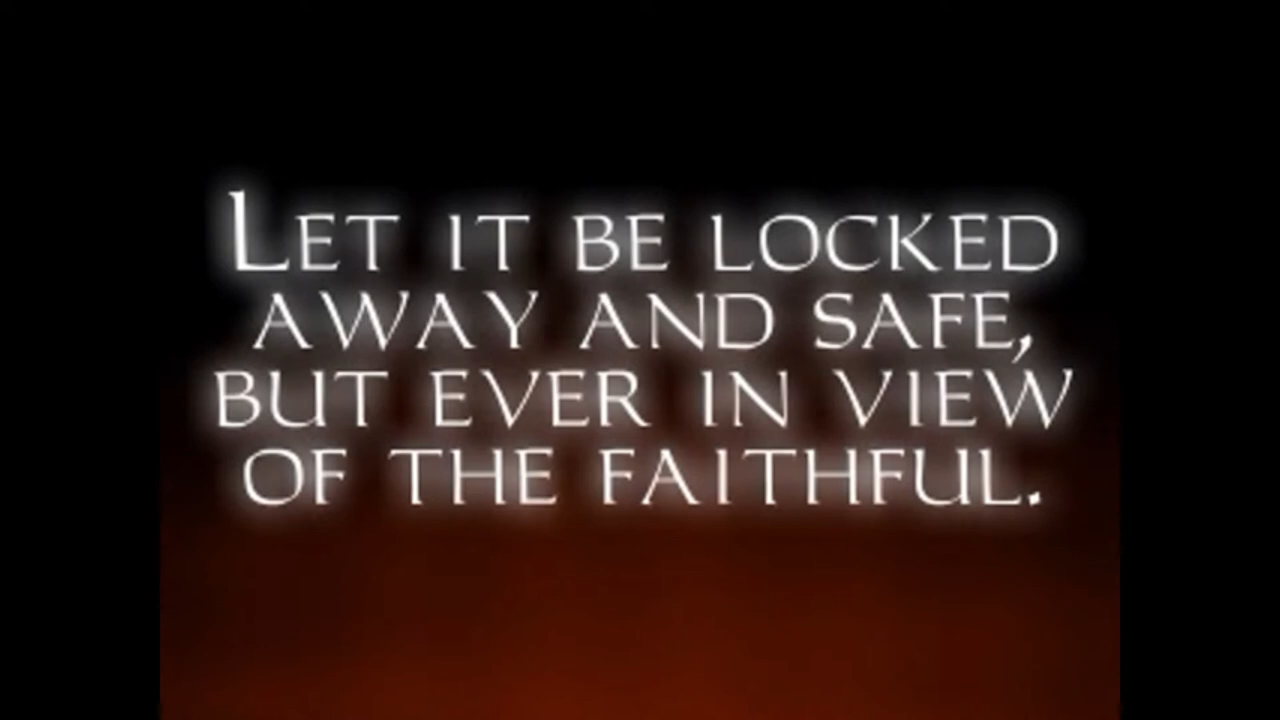 Let it be locked
away and safe,
but ever in view
of the faithful.